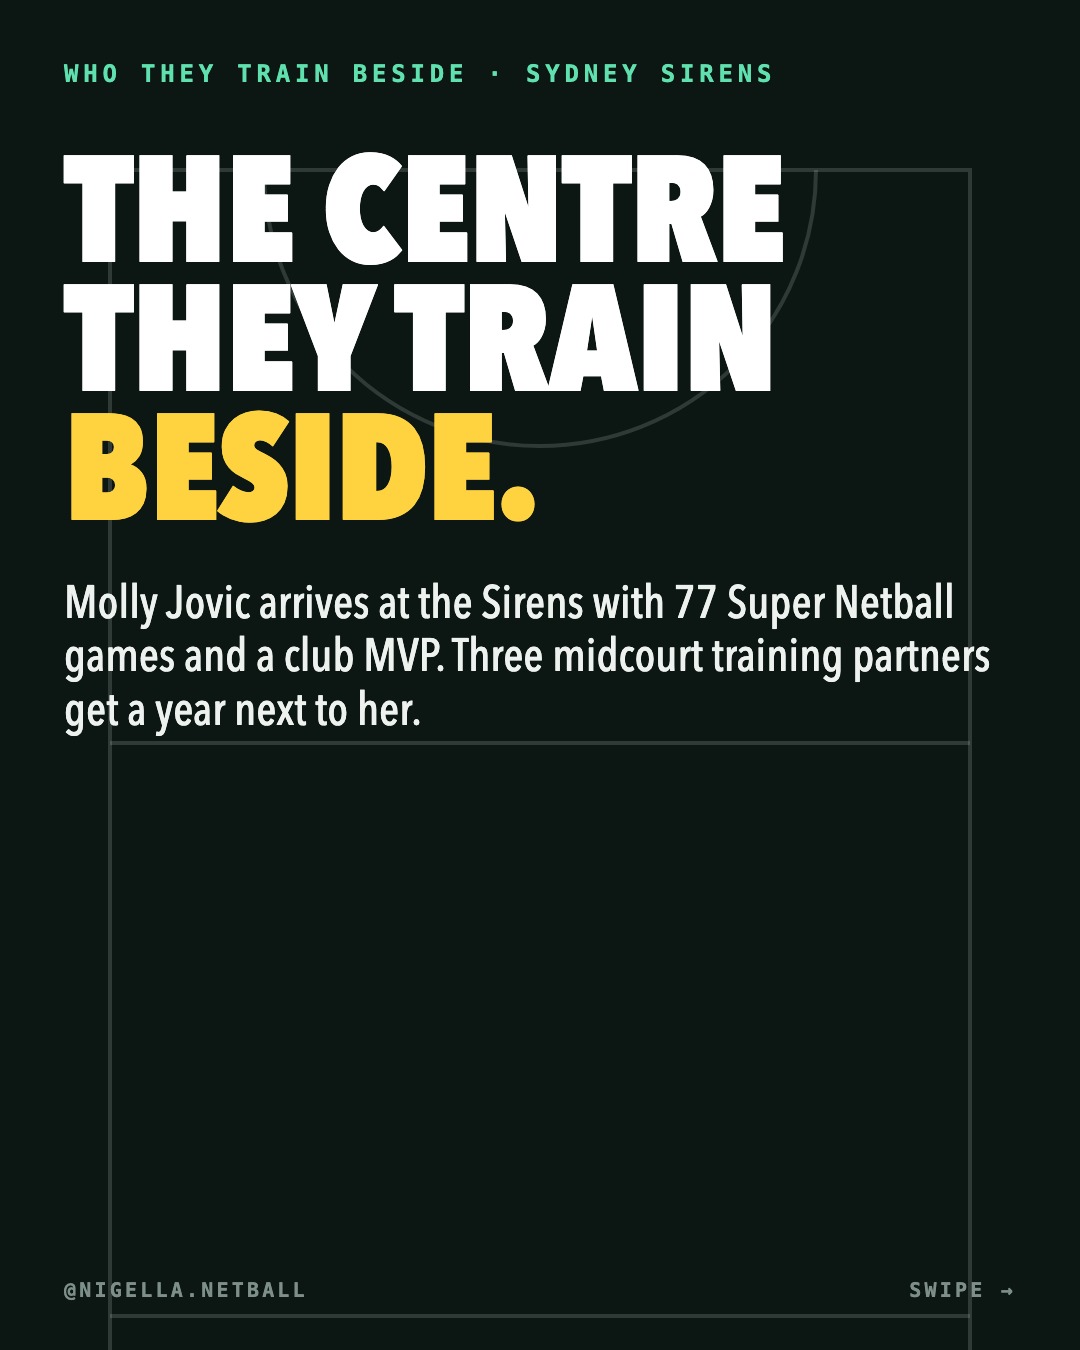 WHO THEY TRAIN BESIDE · SYDNEY SIRENS
THE CENTRE
THEY TRAIN
BESIDE.
Molly Jovic arrives at the Sirens with 77 Super Netball
games and a club MVP. Three midcourt training partners
get a year next to her.
@NIGELLA.NETBALL
SWIPE →